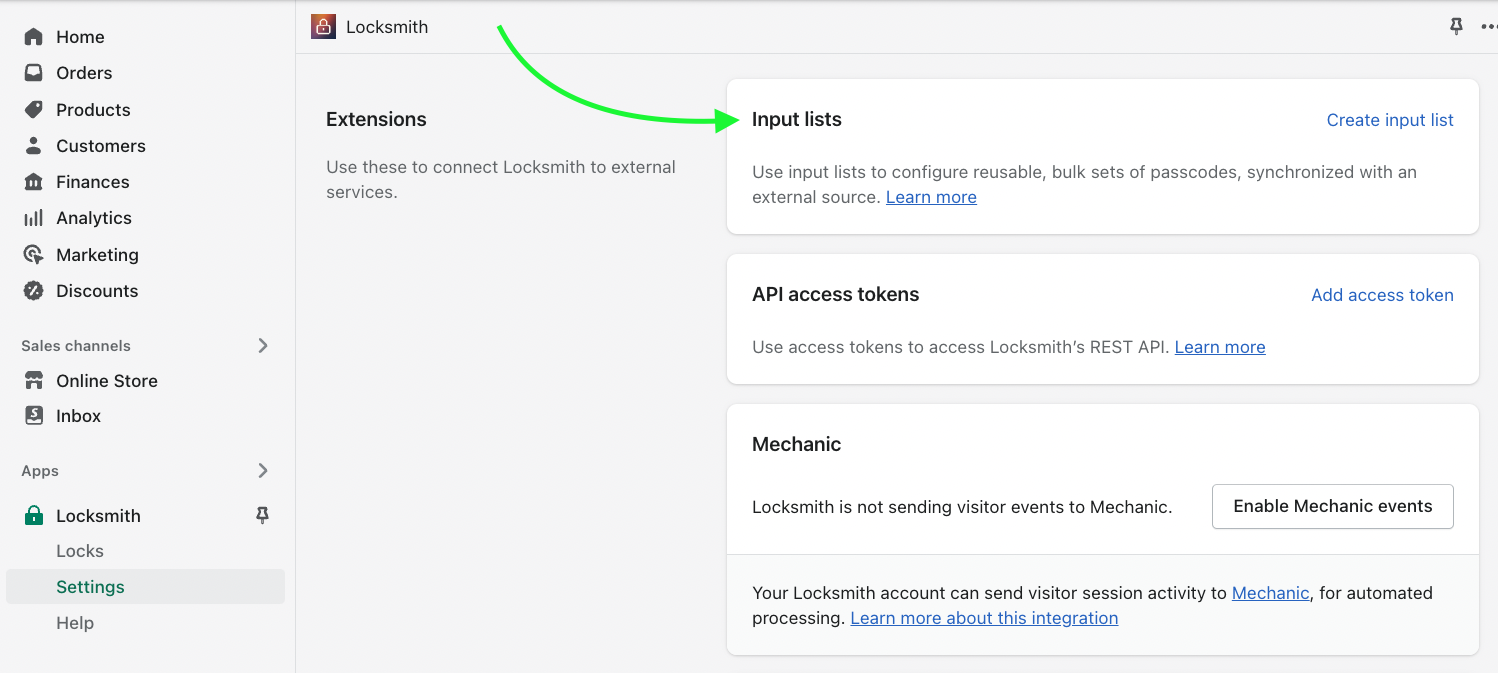 Home
Orders
Products
Customers
Finances
Analytics
Marketing
Discounts
Sales channels
Online Store
Inbox
Apps
Locksmith
Locks
Settings
Help
Locksmith
Extensions
Use these to connect Locksmith to external
services.
Input lists
Create input list
Use input lists to configure reusable, bulk sets of passcodes, synchronized with an
external source. Learn more
API access tokens
Add access token
Use access tokens to access Locksmith’s REST API. Learn more
Mechanic
Locksmith is not sending visitor events to Mechanic.
Enable Mechanic events
Your Locksmith account can send visitor session activity to Mechanic, for automated
processing. Learn more about this integration